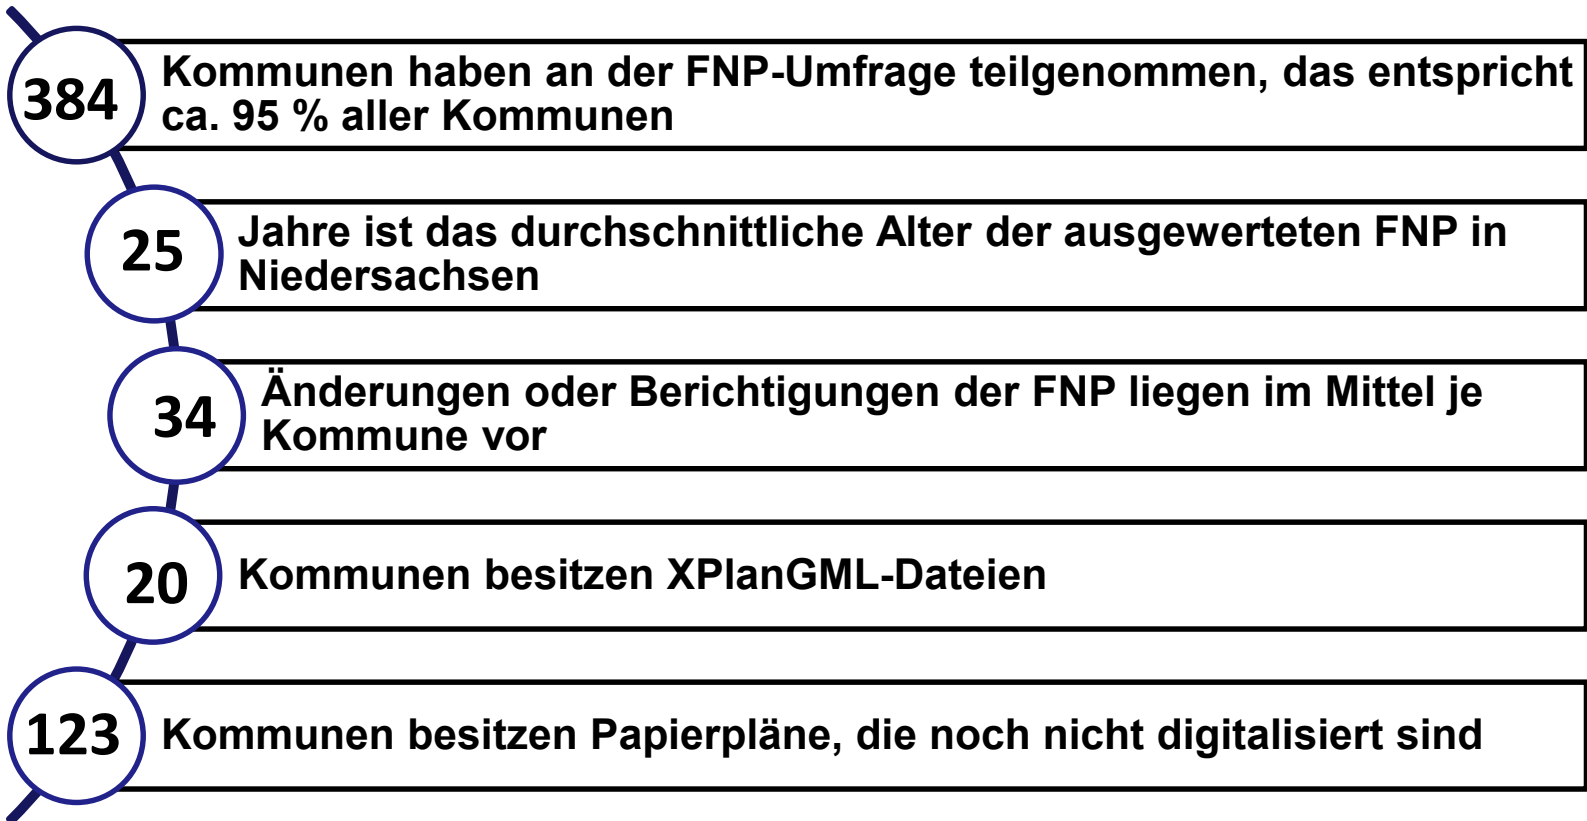 384
Kommunen haben an der FNP-Umfrage teilgenommen, das entspricht
ca. 95 % aller Kommunen
25
Jahre ist das durchschnittliche Alter der ausgewerteten FNP in
Niedersachsen
34
Änderungen oder Berichtigungen der FNP liegen im Mittel je
Kommune vor
20
Kommunen besitzen XPlanGML-Dateien
123
Kommunen besitzen Papierpläne, die noch nicht digitalisiert sind